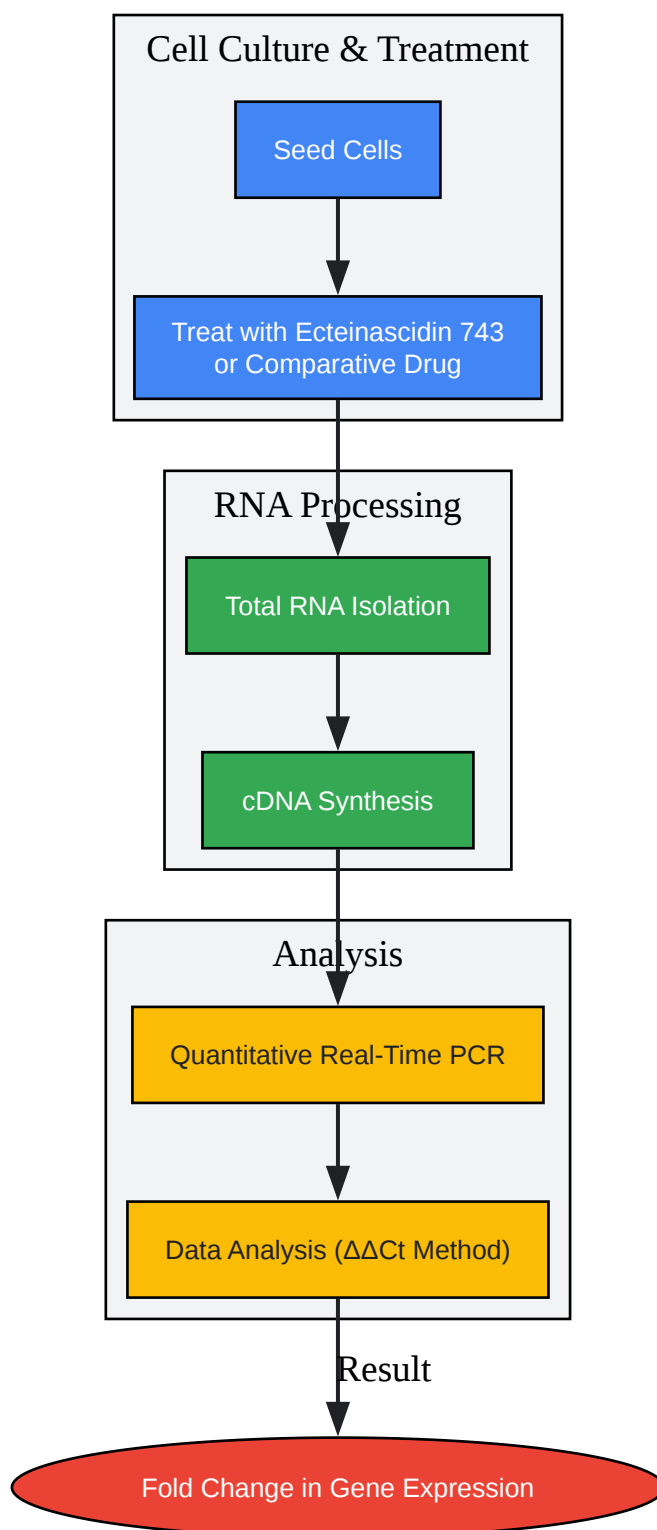 Cell Culture & Treatment
Seed Cells
Treat with Ecteinascidin 743
or Comparative Drug
RNA Processing
Total RNA Isolation
cDNA Synthesis
Analysis
Quantitative Real-Time PCR
Data Analysis (ΔΔCt Method)
Result
Fold Change in Gene Expression